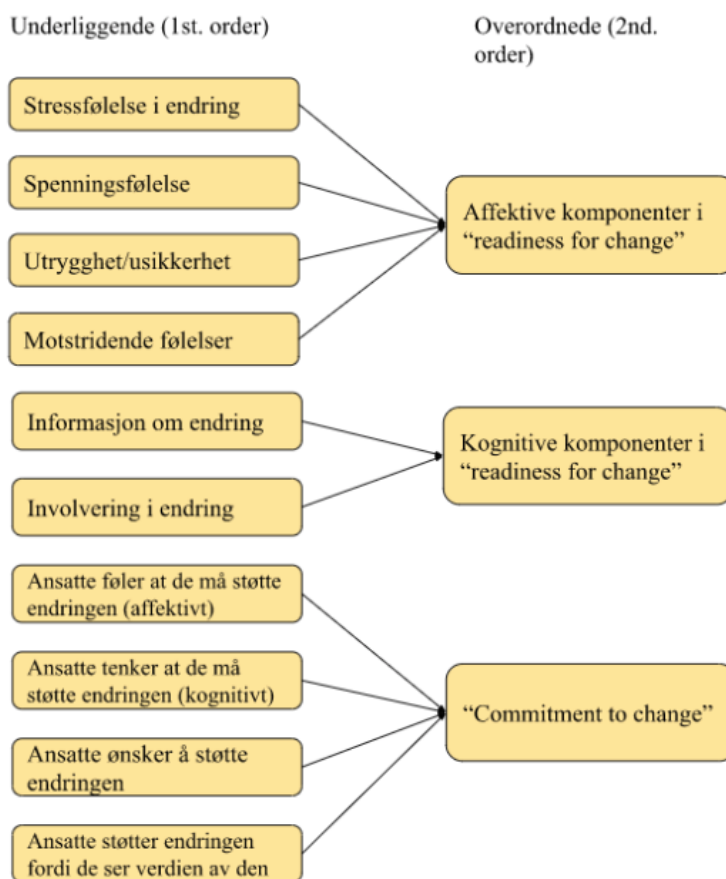 Underliggende (1st. order)
Overordnede (2nd.
order)
Stressfølelse i endring
Spenningsfølelse
Utrygghet/usikkerhet
Motstridende følelser
Affektive komponenter i
“readiness for change”
Informasjon om endring
Involvering i endring
Kognitive komponenter i
“readiness for change”
Ansatte føler at de må støtte
endringen (affektivt)
Ansatte tenker at de må
støtte endringen (kognitivt)
Ansatte ønsker å støtte
endringen
Ansatte støtter endringen
fordi de ser verdien av den
“Commitment to change”